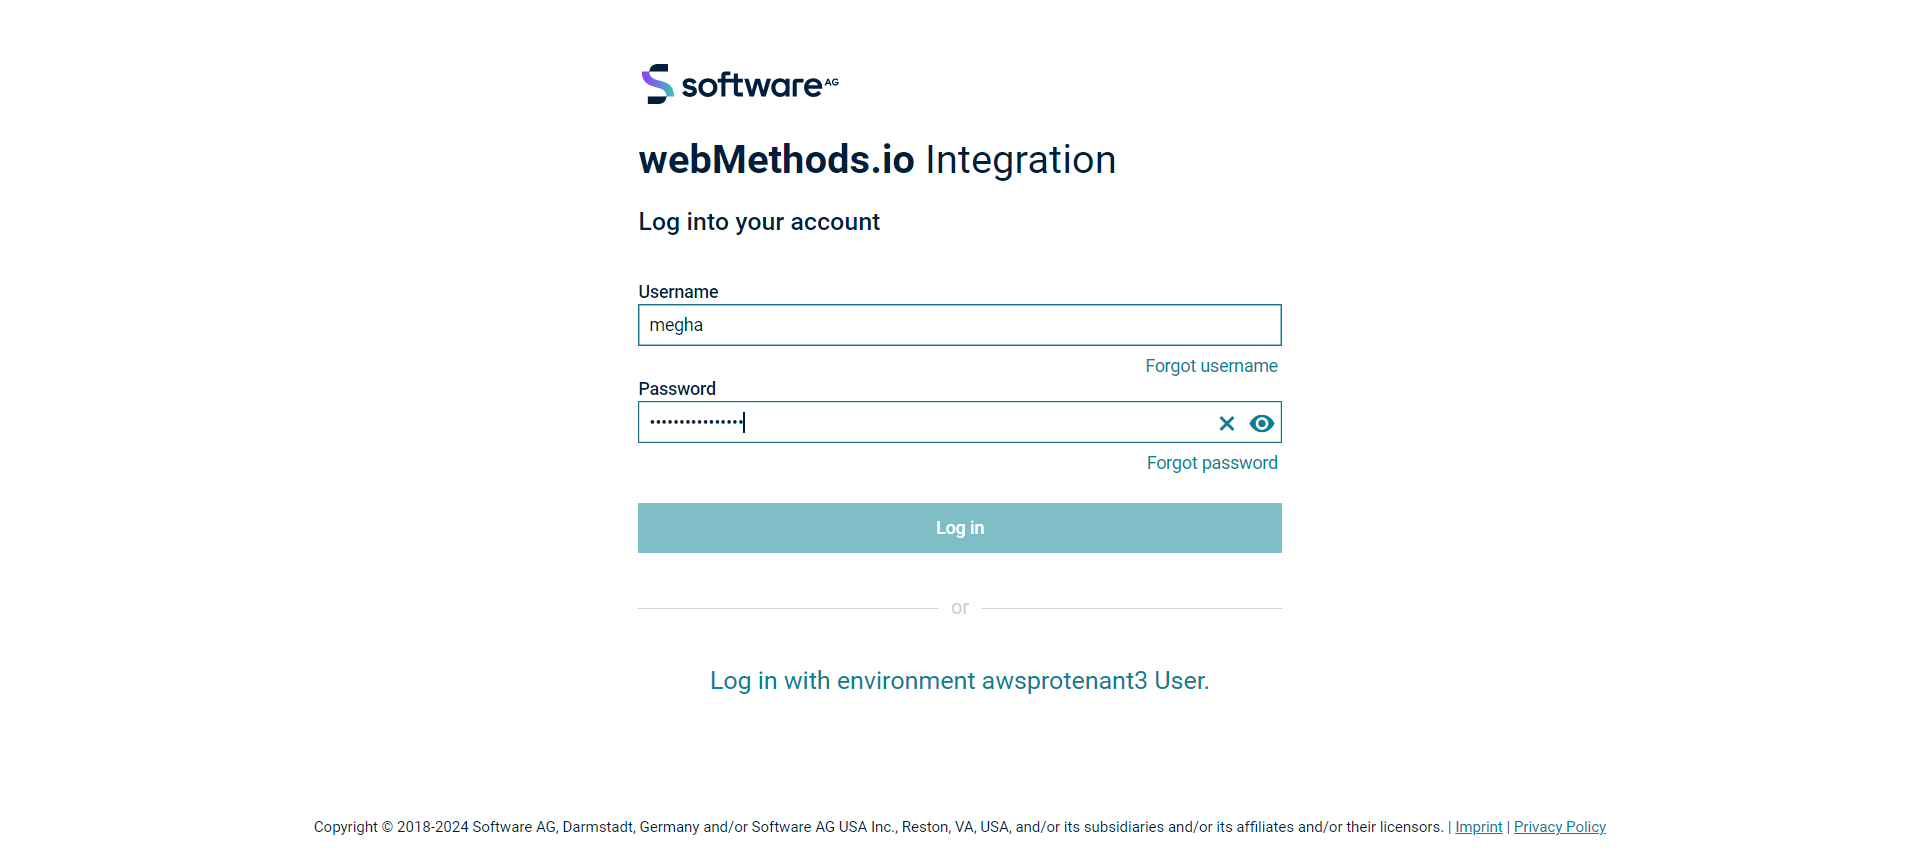 software AG
webMethods.io Integration
Log into your account
Username
megha
Forgot username
Password
••••••••••••••••
Forgot password
Log in
or
Log in with environment awsprotenant3 User.
Copyright © 2018-2024 Software AG, Darmstadt, Germany and/or Software AG USA Inc., Reston, VA, USA, and/or its subsidiaries and/or its affiliates and/or their licensors. | Imprint | Privacy Policy